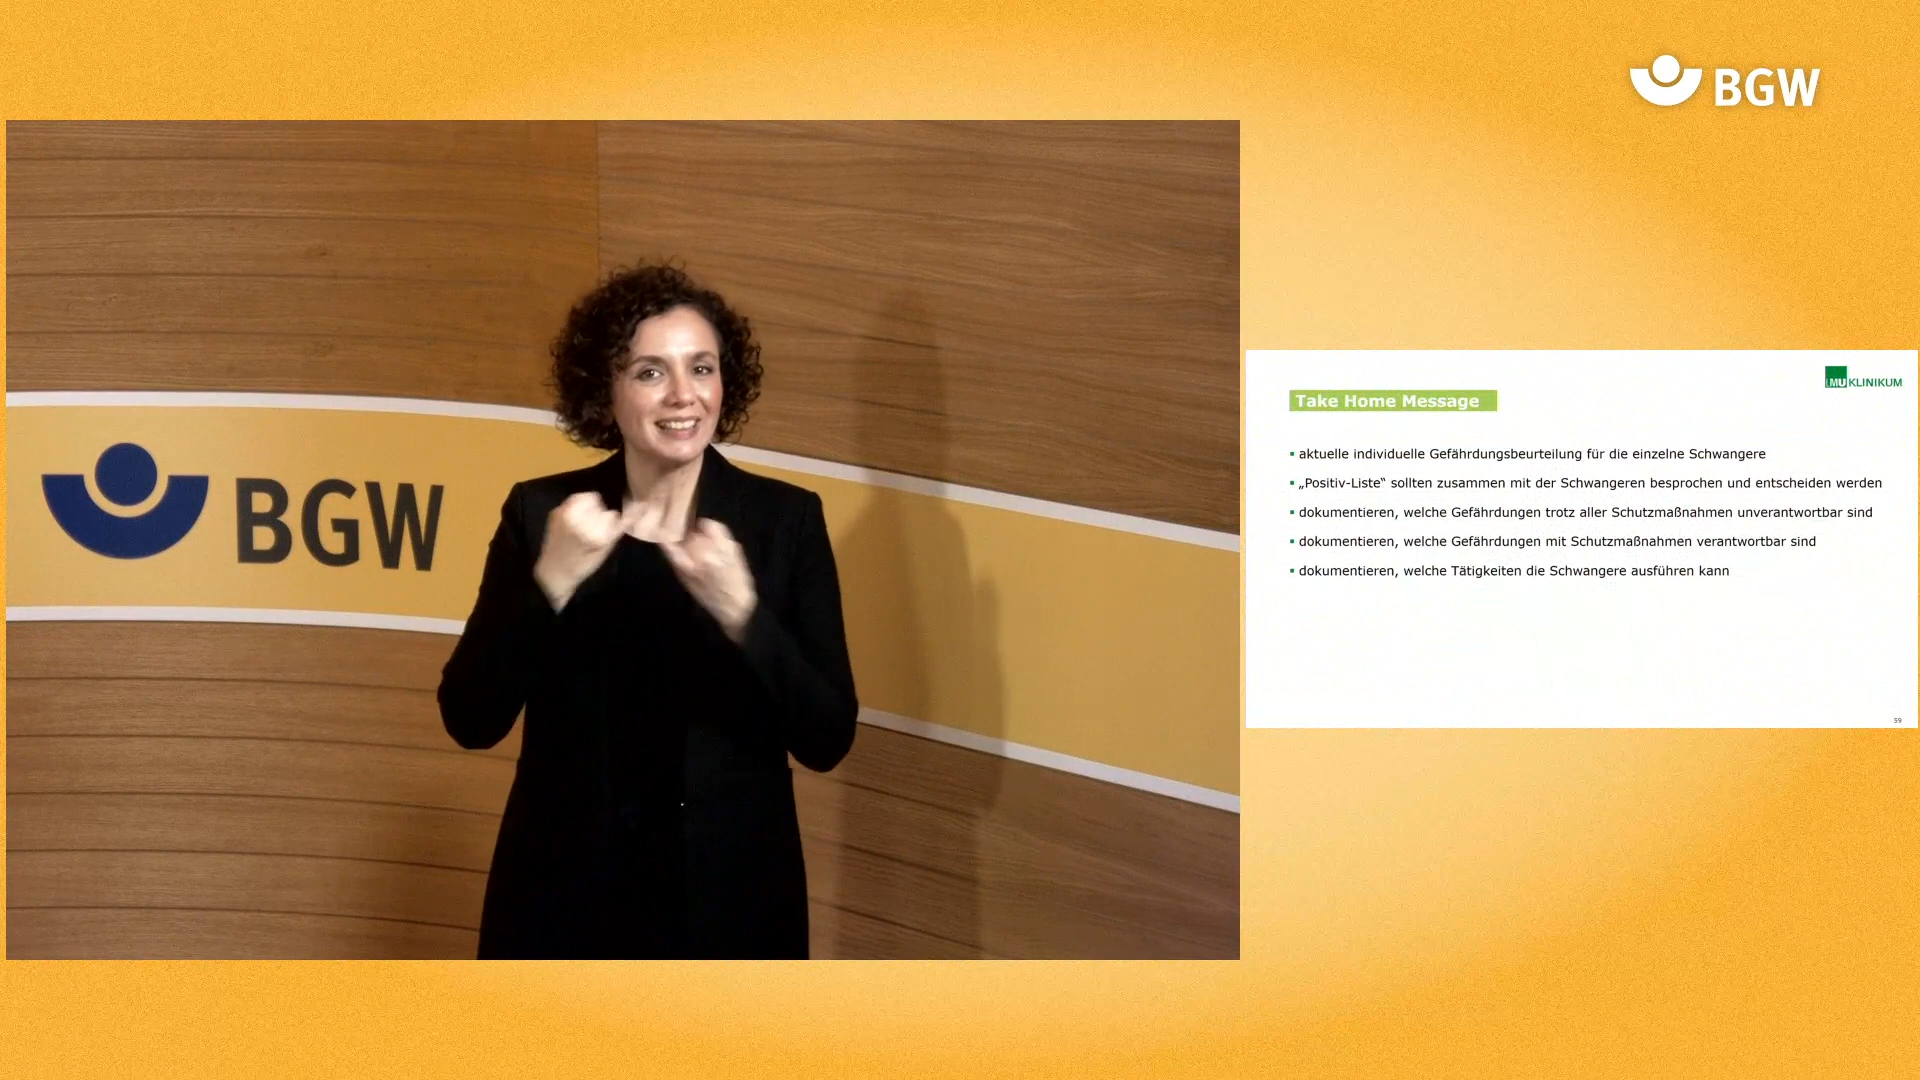 BGW
BGW
LMU KLINIKUM
Take Home Message
▪ aktuelle individuelle Gefährdungsbeurteilung für die einzelne Schwangere
▪ „Positiv-Liste“ sollten zusammen mit der Schwangeren besprochen und entscheiden werden
▪ dokumentieren, welche Gefährdungen trotz aller Schutzmaßnahmen unverantwortbar sind
▪ dokumentieren, welche Gefährdungen mit Schutzmaßnahmen verantwortbar sind
▪ dokumentieren, welche Tätigkeiten die Schwangere ausführen kann
59